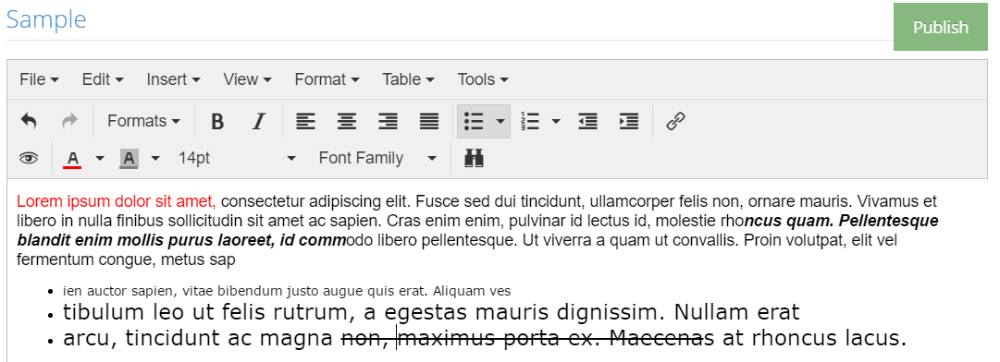 Sample
Publish
File Edit Insert View Format Table Tools
Formats B I
A A 14pt Font Family
Lorem ipsum dolor sit amet, consectetur adipiscing elit. Fusce sed dui tincidunt, ullamcorper felis non, ornare mauris. Vivamus et
libero in nulla finibus sollicitudin sit amet ac sapien. Cras enim enim, pulvinar id lectus id, molestie rhoncus quam. Pellentesque
blandit enim mollis purus laoreet, id commodo libero pellentesque. Ut viverra a quam ut convallis. Proin volutpat, elit vel
fermentum congue, metus sap
• ien auctor sapien, vitae bibendum justo augue quis erat. Aliquam ves
• tibulum leo ut felis rutrum, a egestas mauris dignissim. Nullam erat
• arcu, tincidunt ac magna non, maximus porta ex. Maecenas at rhoncus lacus.